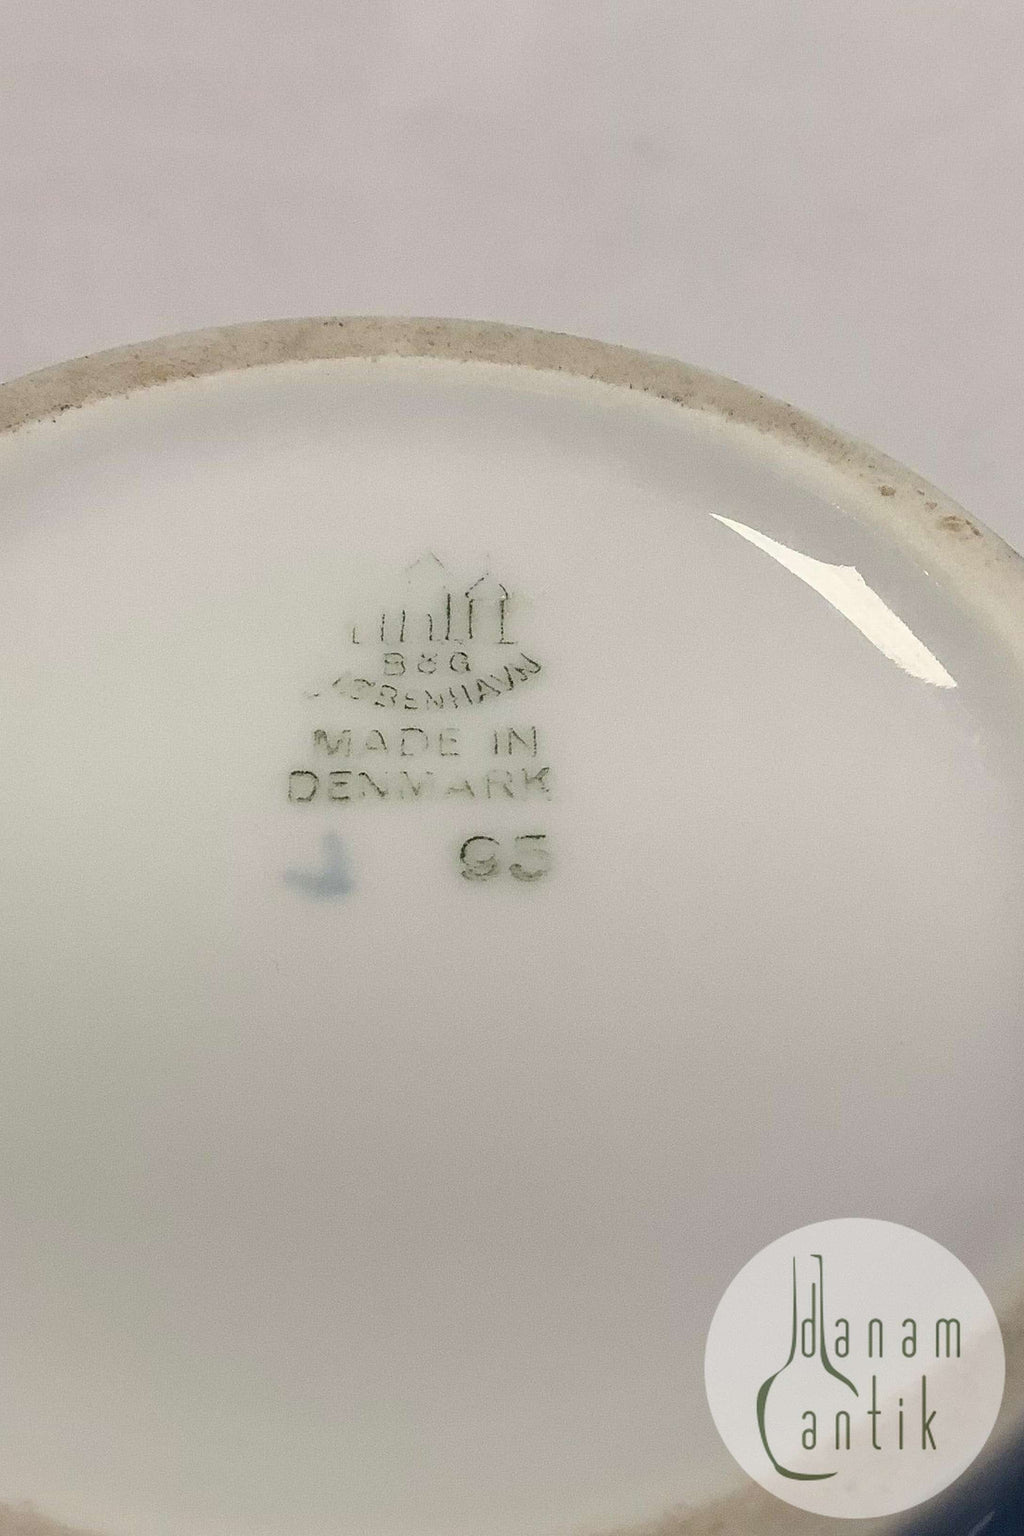 B&G
KØBENHAVN
MADE IN
DENMARK
95
danam
antik